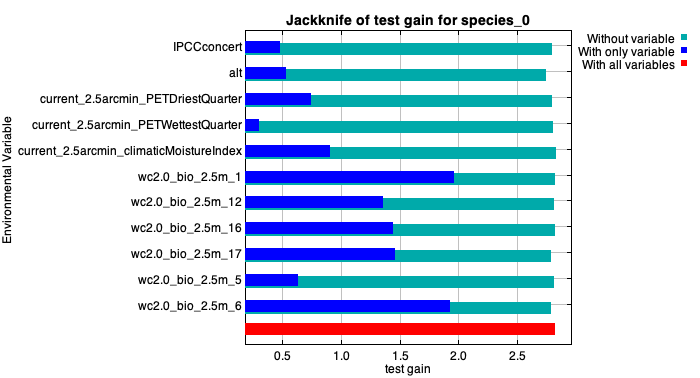 Jackknife of test gain for species_0
Without variable
With only variable
With all variables
Environmental Variable
IPCCconcert
alt
current_2.5arcmin_PETDriestQuarter
current_2.5arcmin_PETWettestQuarter
current_2.5arcmin_climaticMoistureIndex
wc2.0_bio_2.5m_1
wc2.0_bio_2.5m_12
wc2.0_bio_2.5m_16
wc2.0_bio_2.5m_17
wc2.0_bio_2.5m_5
wc2.0_bio_2.5m_6
0.5 1.0 1.5 2.0 2.5
test gain